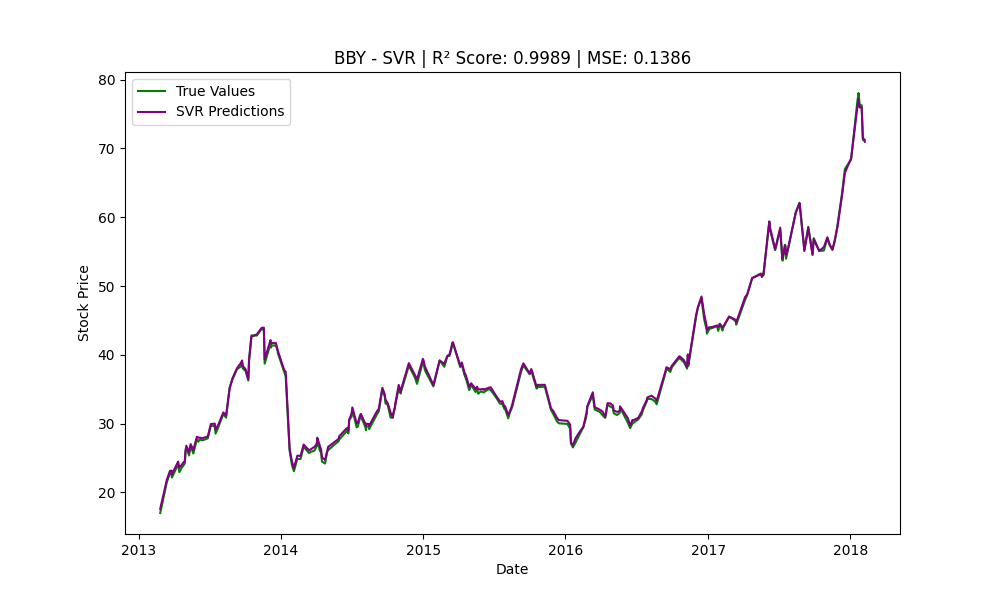 BBY - SVR | R² Score: 0.9989 | MSE: 0.1386
True Values
SVR Predictions
Stock Price
80
70
60
50
40
30
20
2013 2014 2015 2016 2017 2018
Date